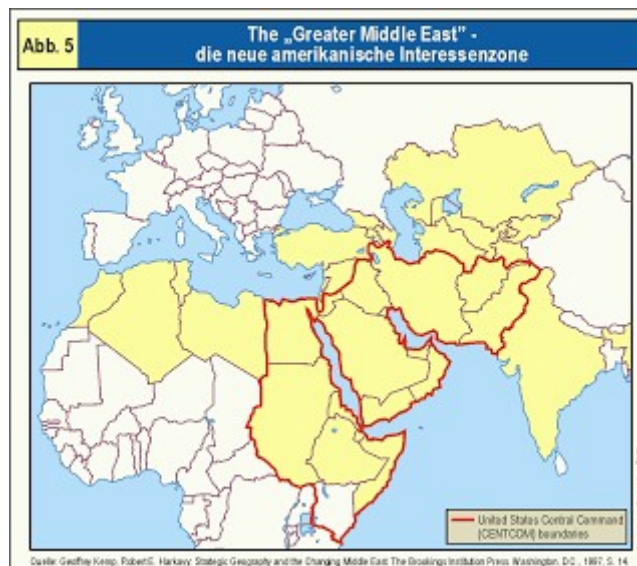 Abb. 5
The „Greater Middle East” -
die neue amerikanische Interessenzone
United States Central Command
(CENTCOM) boundaries
Quelle: Geoffrey Kemp, Robert E. Harkavy: Strategic Geography and the Changing Middle East. The Brookings Institution Press. Washington, D.C., 1997, S. 14.